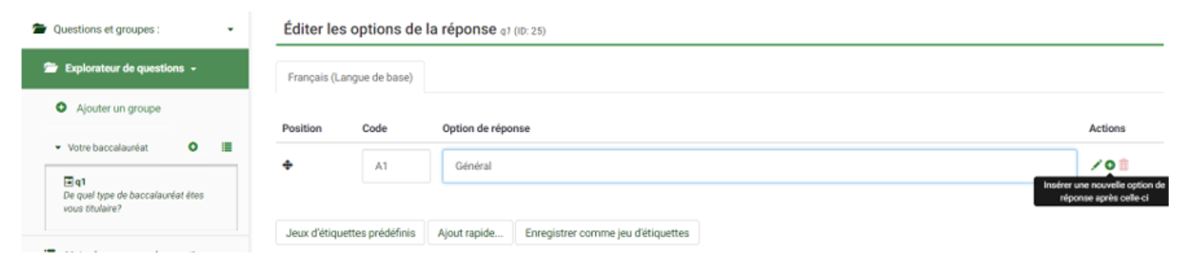 Questions et groupes :
Explorateur de questions
Ajouter un groupe
Votre baccalauréat
q1
De quel type de baccalauréat êtes
vous titulaire?
Éditer les options de la réponse q1 (ID: 25)
Français (Langue de base)
Position Code Option de réponse Actions
A1 Général
Insérer une nouvelle option de
réponse après celle-ci
Jeux d'étiquettes prédéfinis Ajout rapide... Enregistrer comme jeu d'étiquettes